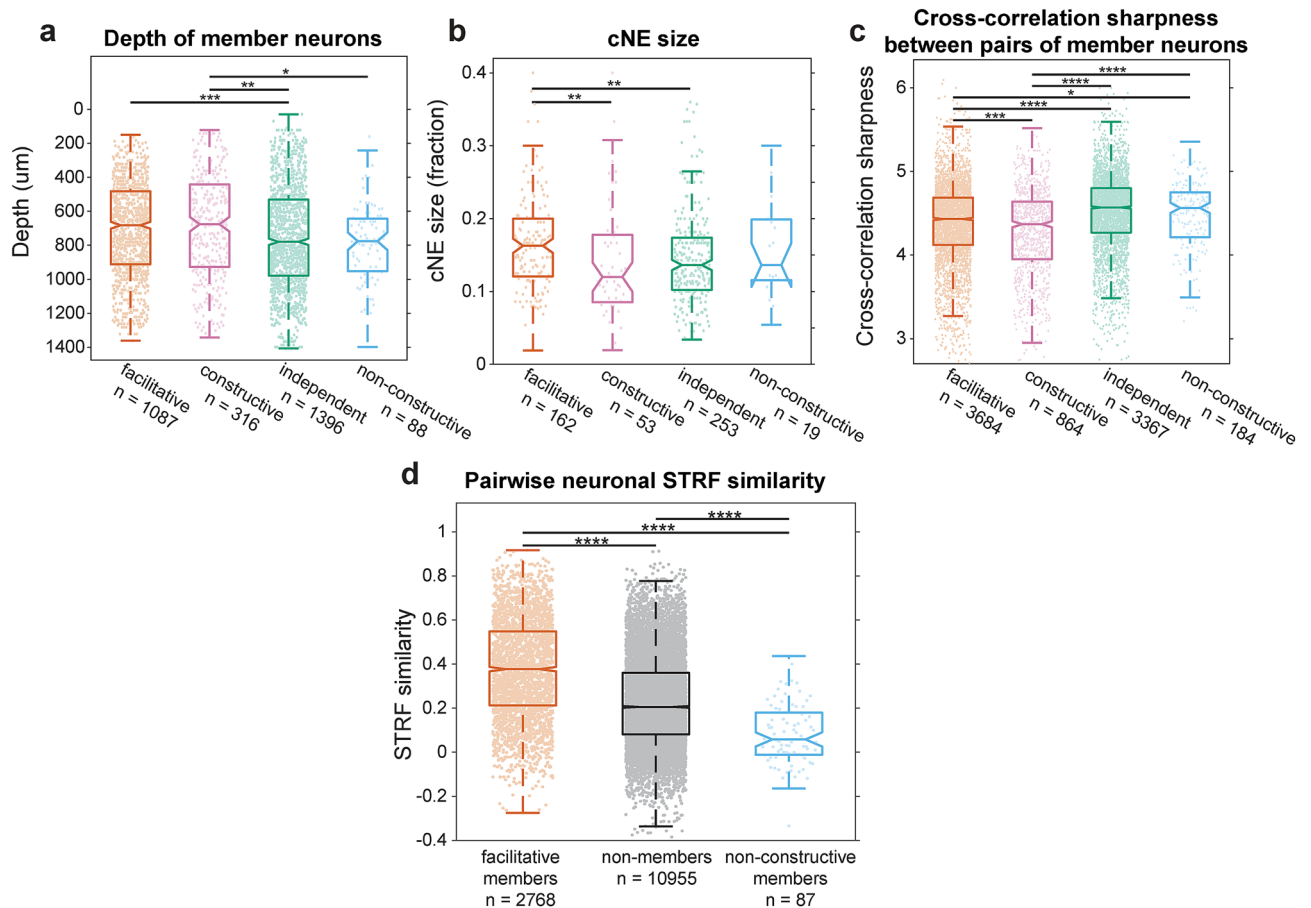 a
Depth of member neurons
*
**
***
Depth (um)
0
200
400
600
800
1000
1200
1400
facilitative
n = 1087
constructive
n = 316
independent
n = 1396
non-constructive
n = 88
b
cNE size
**
**
cNE size (fraction)
0.4
0.3
0.2
0.1
0
facilitative
n = 162
constructive
n = 53
independent
n = 253
non-constructive
n = 19
c
Cross-correlation sharpness
between pairs of member neurons
****
****
*
****
***
Cross-correlation sharpness
6
5
4
3
facilitative
n = 3684
constructive
n = 864
independent
n = 3367
non-constructive
n = 184
d
Pairwise neuronal STRF similarity
****
****
****
STRF similarity
1
0.8
0.6
0.4
0.2
0
-0.2
-0.4
facilitative
members
n = 2768
non-members
n = 10955
non-constructive
members
n = 87